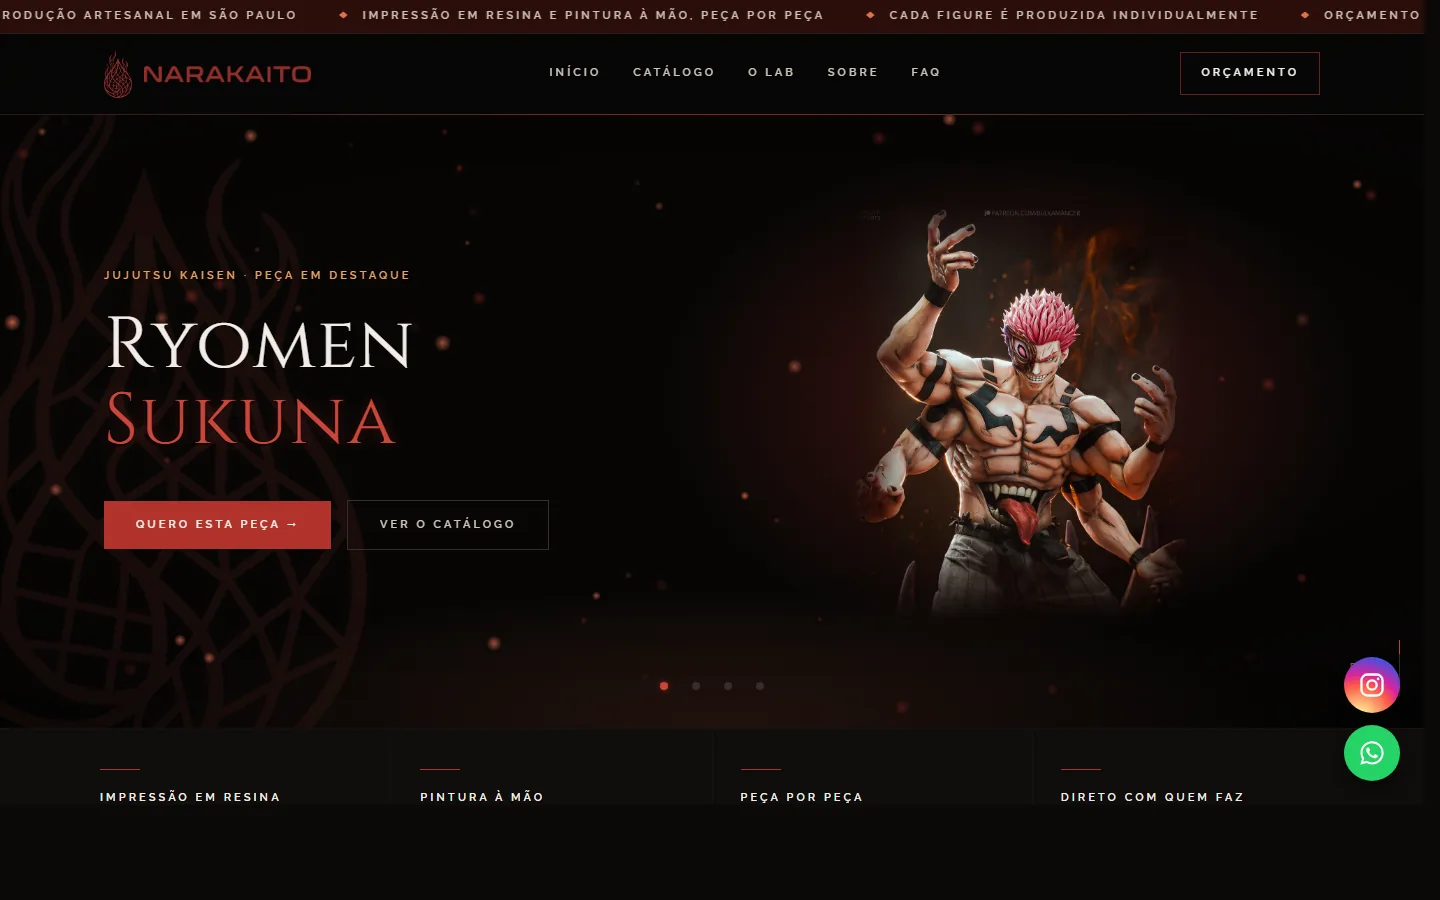 RODUÇÃO ARTESANAL EM SÃO PAULO ◆ IMPRESSÃO EM RESINA E PINTURA À MÃO, PEÇA POR PEÇA ◆ CADA FIGURE É PRODUZIDA INDIVIDUALMENTE ◆ ORÇAMENTO
NARAKAITO
INÍCIO CATÁLOGO O LAB SOBRE FAQ
ORÇAMENTO
JUJUTSU KAISEN · PEÇA EM DESTAQUE
RYOMEN
SUKUNA
QUERO ESTA PEÇA →
VER O CATÁLOGO
IMPRESSÃO EM RESINA
PINTURA À MÃO
PEÇA POR PEÇA
DIRETO COM QUEM FAZ